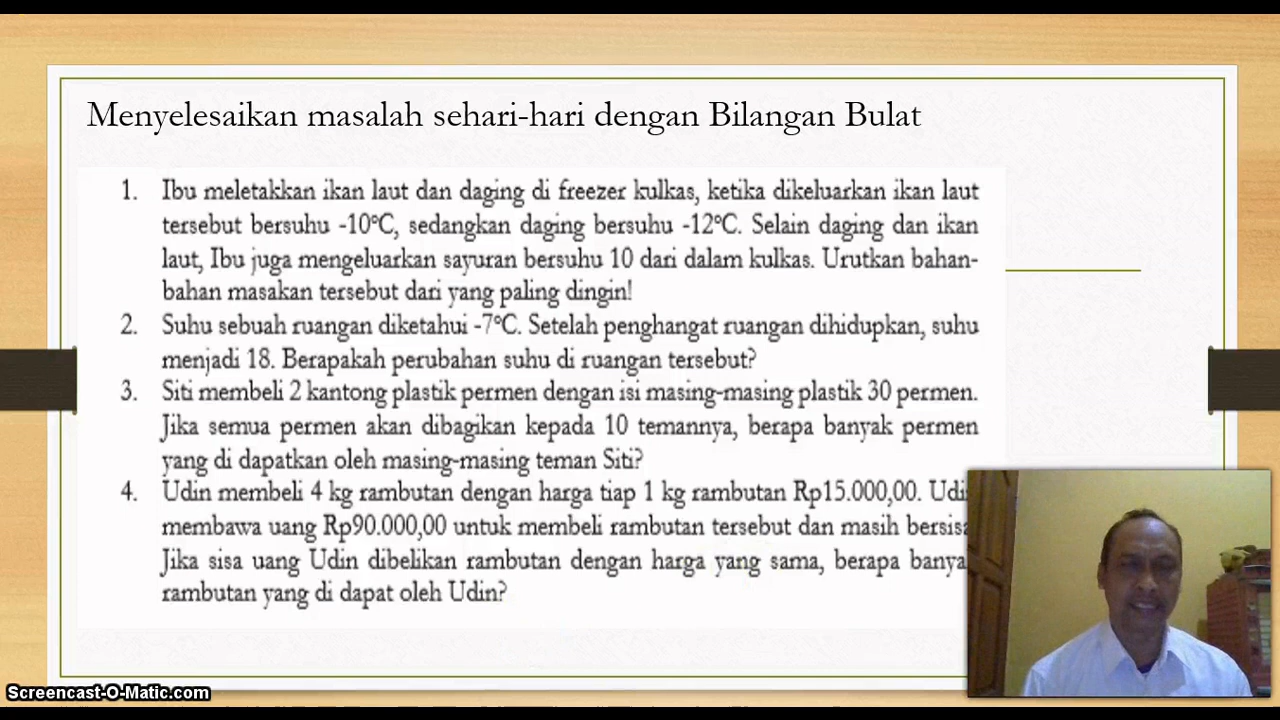 Menyelesaikan masalah sehari-hari dengan Bilangan Bulat
1. Ibu meletakkan ikan laut dan daging di freezer kulkas, ketika dikeluarkan ikan laut
tersebut bersuhu -10°C, sedangkan daging bersuhu -12°C. Selain daging dan ikan
laut, Ibu juga mengeluarkan sayuran bersuhu 10 dari dalam kulkas. Urutkan bahan-
bahan masakan tersebut dari yang paling dingin!
2. Suhu sebuah ruangan diketahui -7°C. Setelah penghangat ruangan dihidupkan, suhu
menjadi 18. Berapakah perubahan suhu di ruangan tersebut?
3. Siti membeli 2 kantong plastik permen dengan isi masing-masing plastik 30 permen.
Jika semua permen akan dibagikan kepada 10 temannya, berapa banyak permen
yang di dapatkan oleh masing-masing teman Siti?
4. Udin membeli 4 kg rambutan dengan harga tiap 1 kg rambutan Rp15.000,00.
membawa uang Rp90.000,00 untuk membeli rambutan tersebut dan masih
Jika sisa uang Udin dibelikan rambutan dengan harga yang sama, berapa
rambutan yang di dapat oleh Udin?
Screencast-O-Matic.com